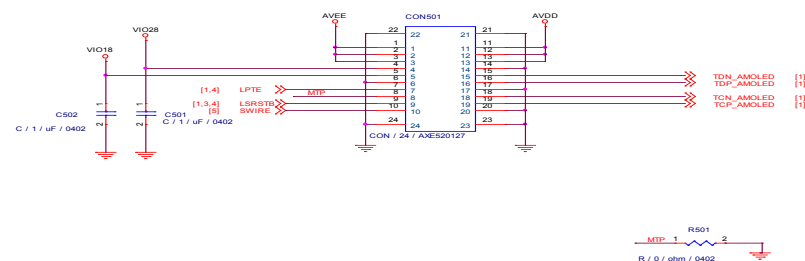 AVEE CON501 AVDD
VIO28
VIO18
22 22 21 21
1 1 11 11
2 2 12 12
3 3 13 13
4 4 14 14
5 5 15 15 TDN_AMOLED [1]
6 6 16 16 TDP_AMOLED [1]
[1,4] LPTE 7 7 17 17
MTP 8 8 18 18 TCN_AMOLED [1]
[1,3,4] LSRSTB 9 9 19 19 TCP_AMOLED [1]
[5] SWIRE 10 10 20 20
24 24 23 23
CON / 24 / AXE520127
1 1
C502 C501
2 2
C / 1 / uF / 0402 C / 1 / uF / 0402
R501
MTP 1 2
R / 0 / ohm / 0402